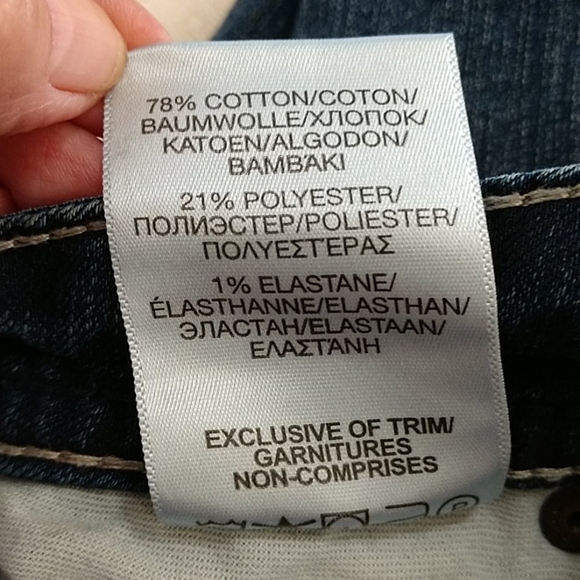 78% COTTON/COTON/
BAUMWOLLE/ХЛОПОК/
KATOEN/ALGODON/
BAMBAKI
21% POLYESTER/
ПОЛИЭСТЕР/POLIESTER/
ΠΟΛΥΕΣΤΕΡΑΣ
1% ELASTANE/
ÉLASTHANNE/ELASTHAN/
ЭЛАСТАН/ELASTAAN/
ΕΛΑΣΤΆΝΗ
EXCLUSIVE OF TRIM/
GARNITURES
NON-COMPRISES
P